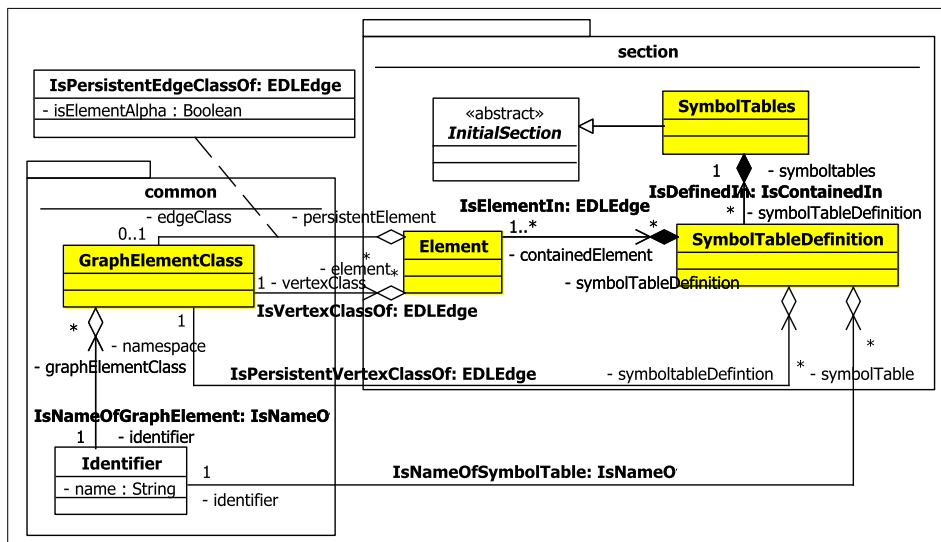 section
IsPersistentEdgeClassOf: EDLEdge
- isElementAlpha : Boolean
«abstract»
InitialSection
SymbolTables
1
- symboltables
IsDefinedIn: IsContainedIn
*
- symbolTableDefinition
common
- edgeClass
- persistentElement
IsElementIn: EDLEdge
0..1
1..*
*
GraphElementClass
Element
SymbolTableDefinition
- containedElement
*
- element
*
1
- vertexClass
- symbolTableDefinition
IsVertexClassOf: EDLEdge
*
1
- namespace
- graphElementClass
*
*
IsPersistentVertexClassOf: EDLEdge
- symboltableDefintion
- symbolTable
IsNameOfGraphElement: IsNameO
1
- identifier
Identifier
- name : String
1
IsNameOfSymbolTable: IsNameO
- identifier